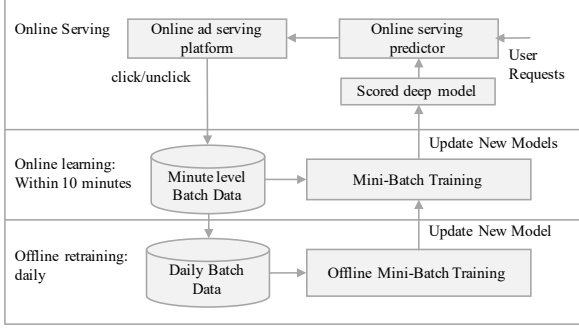 Online Serving
Online ad serving
platform
Online serving
predictor
User
Requests
click/unclick
Scored deep model
Update New Models
Online learning:
Within 10 minutes
Minute level
Batch Data
Mini-Batch Training
Update New Model
Offline retraining:
daily
Daily Batch
Data
Offline Mini-Batch Training